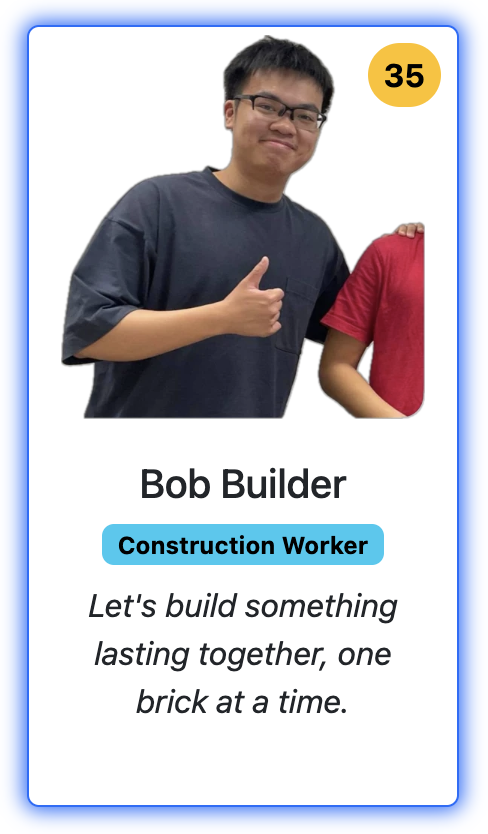 35
Bob Builder
Construction Worker
Let's build something
lasting together, one
brick at a time.